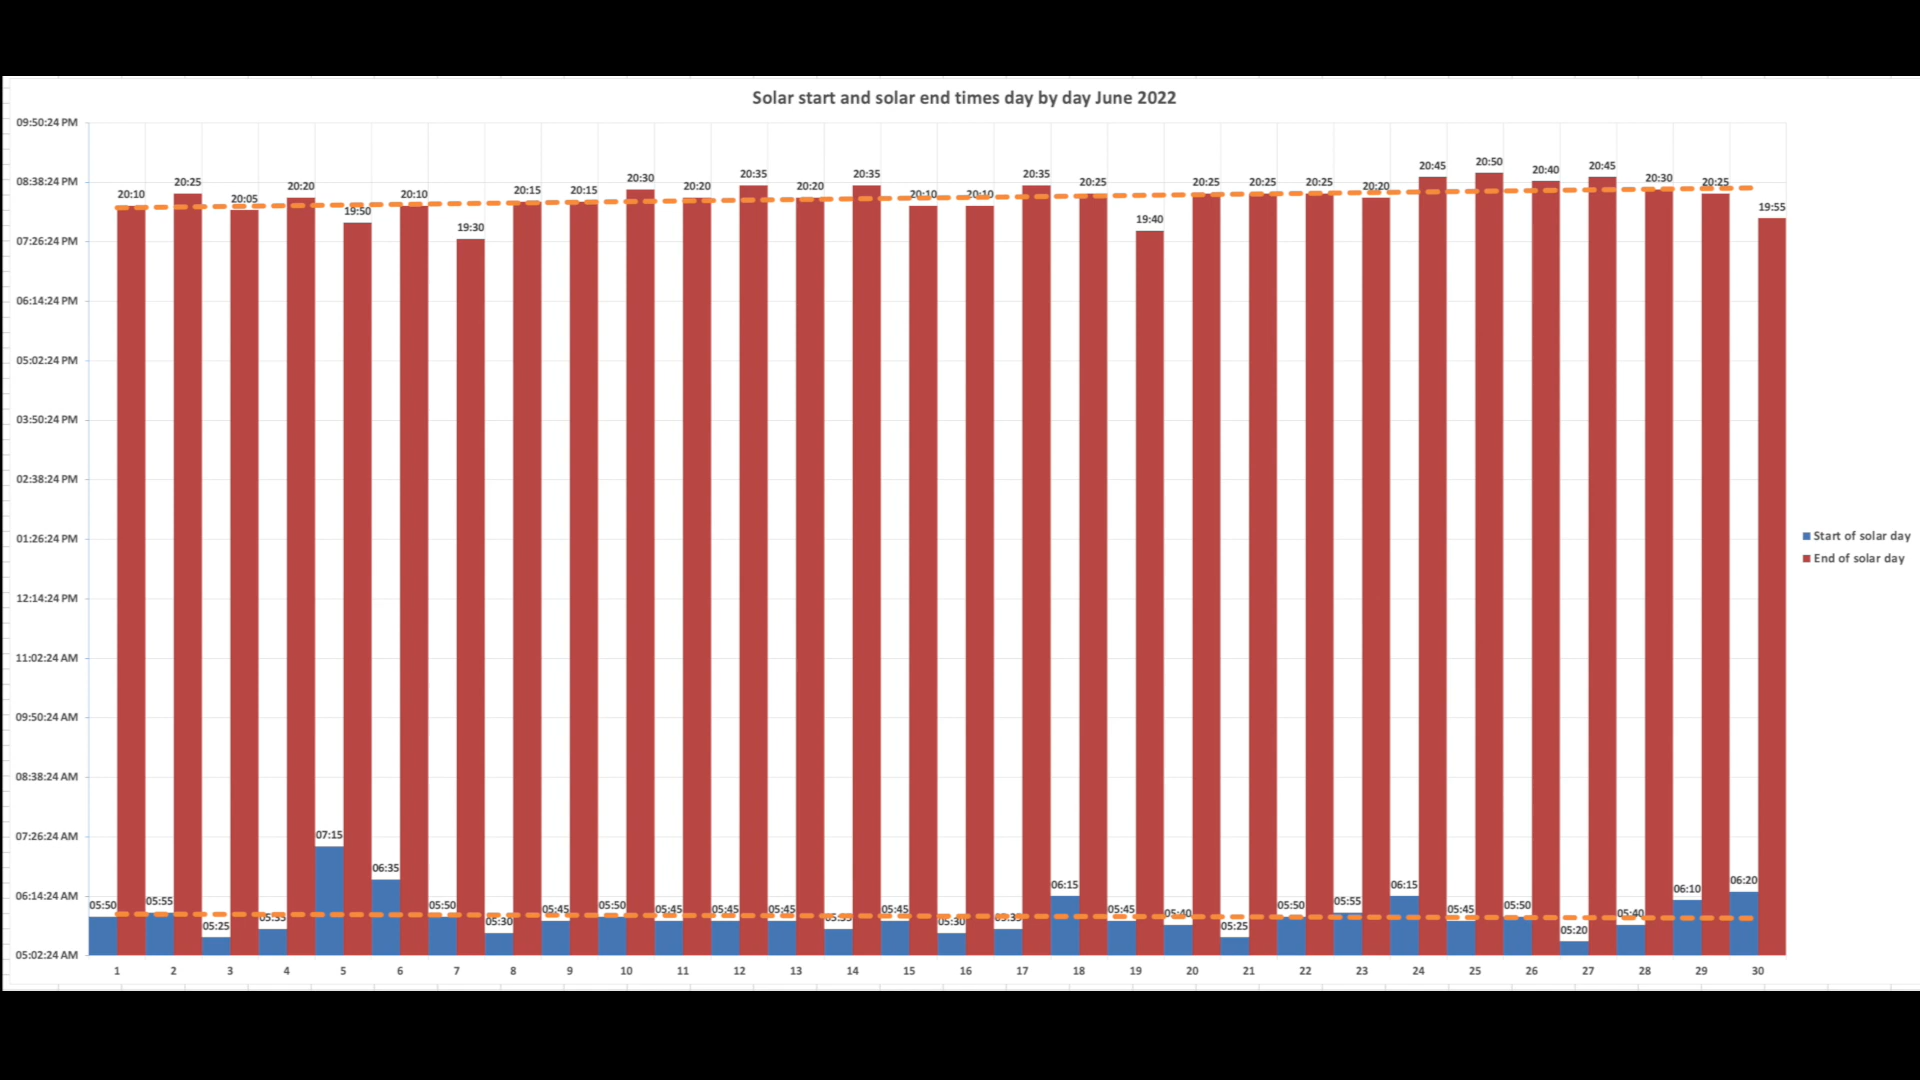 Solar start and solar end times day by day June 2022
09:50:24 PM
08:38:24 PM
07:26:24 PM
06:14:24 PM
05:02:24 PM
03:50:24 PM
02:38:24 PM
01:26:24 PM
12:14:24 PM
11:02:24 AM
09:50:24 AM
08:38:24 AM
07:26:24 AM
06:14:24 AM
05:02:24 AM
20:10 20:25 20:05 20:20 19:50 20:10 19:30 20:15 20:15 20:30 20:20 20:35 20:20 20:35 20:10 20:10 20:35 20:25 19:40 20:25 20:25 20:25 20:20 20:45 20:50 20:40 20:45 20:30 20:25 19:55
05:50 05:55 05:25 05:35 07:15 06:35 05:50 05:30 05:45 05:50 05:45 05:45 05:45 05:35 05:45 05:30 05:35 06:15 05:45 05:40 05:25 05:50 05:55 06:15 05:45 05:50 05:20 05:40 06:10 06:20
1 2 3 4 5 6 7 8 9 10 11 12 13 14 15 16 17 18 19 20 21 22 23 24 25 26 27 28 29 30
Start of solar day
End of solar day